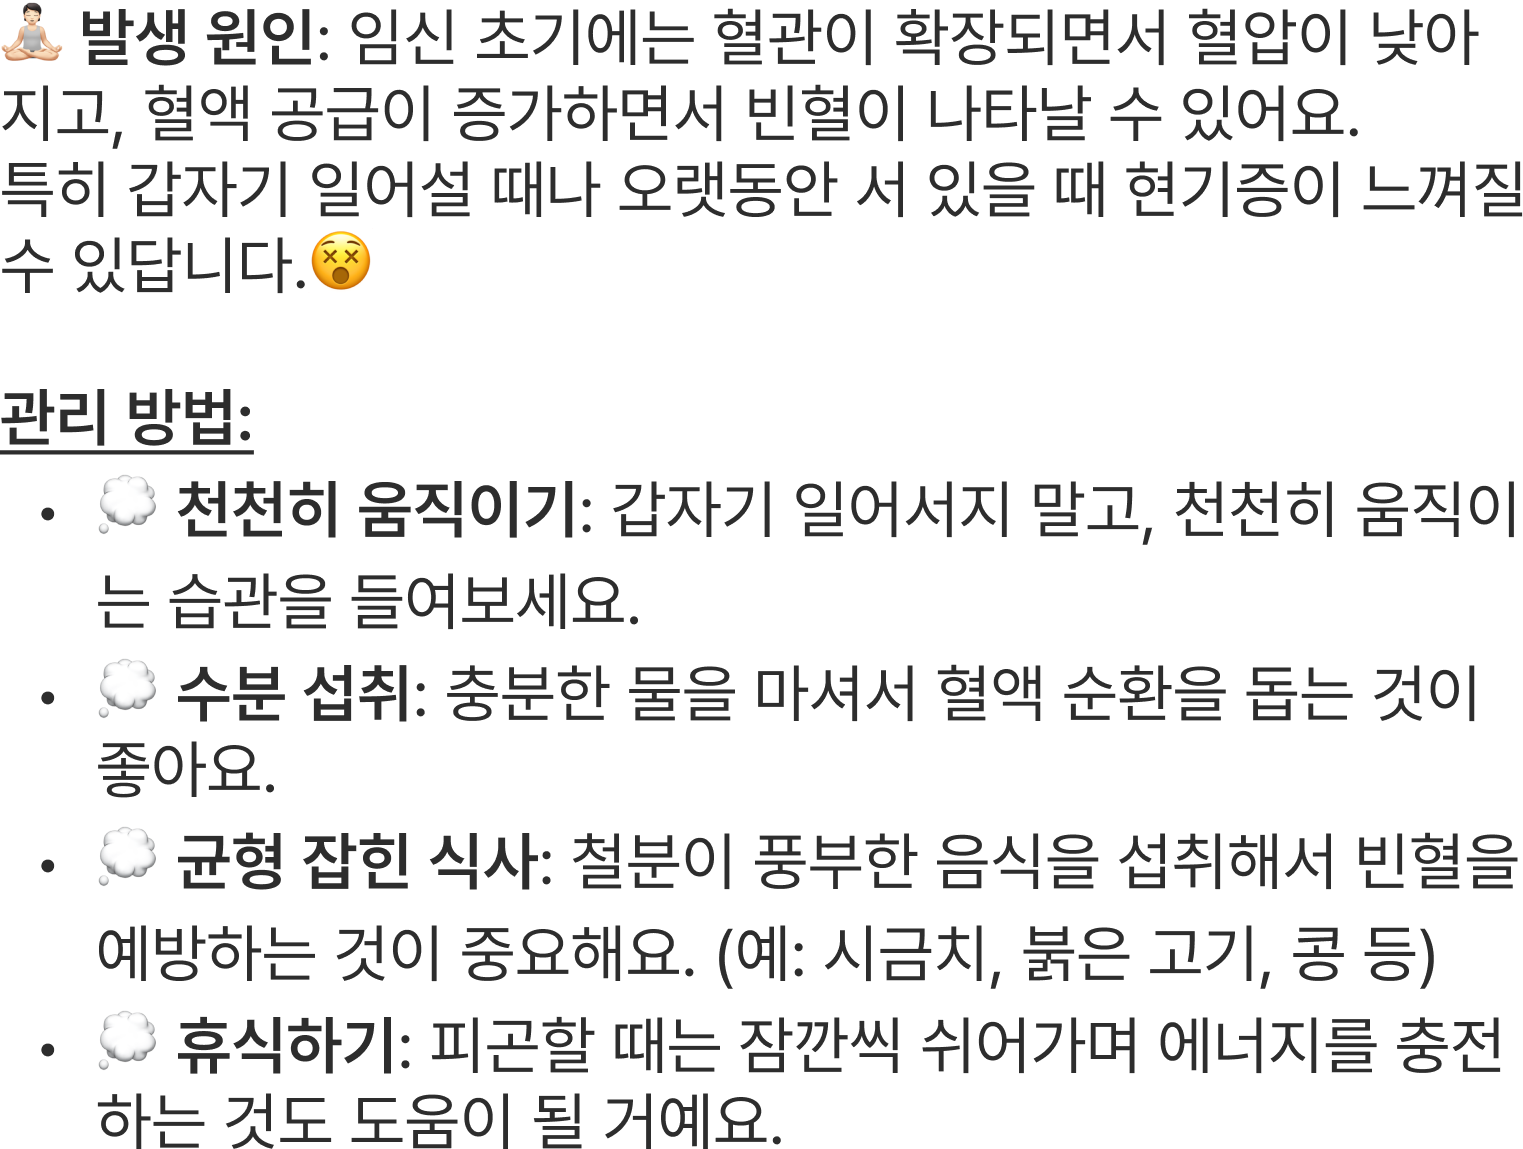 🧘🏻 발생 원인: 임신 초기에는 혈관이 확장되면서 혈압이 낮아
지고, 혈액 공급이 증가하면서 빈혈이 나타날 수 있어요.
특히 갑자기 일어설 때나 오랫동안 서 있을 때 현기증이 느껴질
수 있답니다.😵
관리 방법:
• 💭 천천히 움직이기: 갑자기 일어서지 말고, 천천히 움직이
는 습관을 들여보세요.
• 💭 수분 섭취: 충분한 물을 마셔서 혈액 순환을 돕는 것이
좋아요.
• 💭 균형 잡힌 식사: 철분이 풍부한 음식을 섭취해서 빈혈을
예방하는 것이 중요해요. (예: 시금치, 붉은 고기, 콩 등)
• 💭 휴식하기: 피곤할 때는 잠깐씩 쉬어가며 에너지를 충전
하는 것도 도움이 될 거예요.